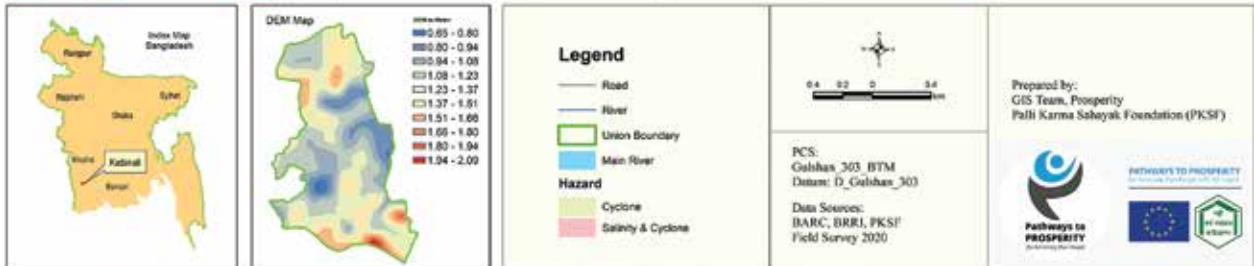 Index Map
Bangladesh
Rangpur
Rajshahi
Sylhet
Dhaka
Khulna
Barisal
DEM Map
0.65 - 0.80
0.80 - 0.94
0.94 - 1.08
1.08 - 1.23
1.23 - 1.37
1.37 - 1.51
1.51 - 1.66
1.66 - 1.80
1.80 - 1.94
1.94 - 2.09
Legend
Road
River
Union Boundary
Main River
Hazard
Cyclone
Salinity & Cyclone
0.4 0.2 0 0.4
km
PCS:
Gulshan_303_BTM
Datum: D_Gulshan_303
Data Sources:
BARC, BRRI, PKSF
Field Survey 2020
Prepared by:
GIS Team, Prosperity
Palli Karma Sahayak Foundation (PKSF)
Pathways to
PROSPERITY
PATHWAYS TO PROSPERITY